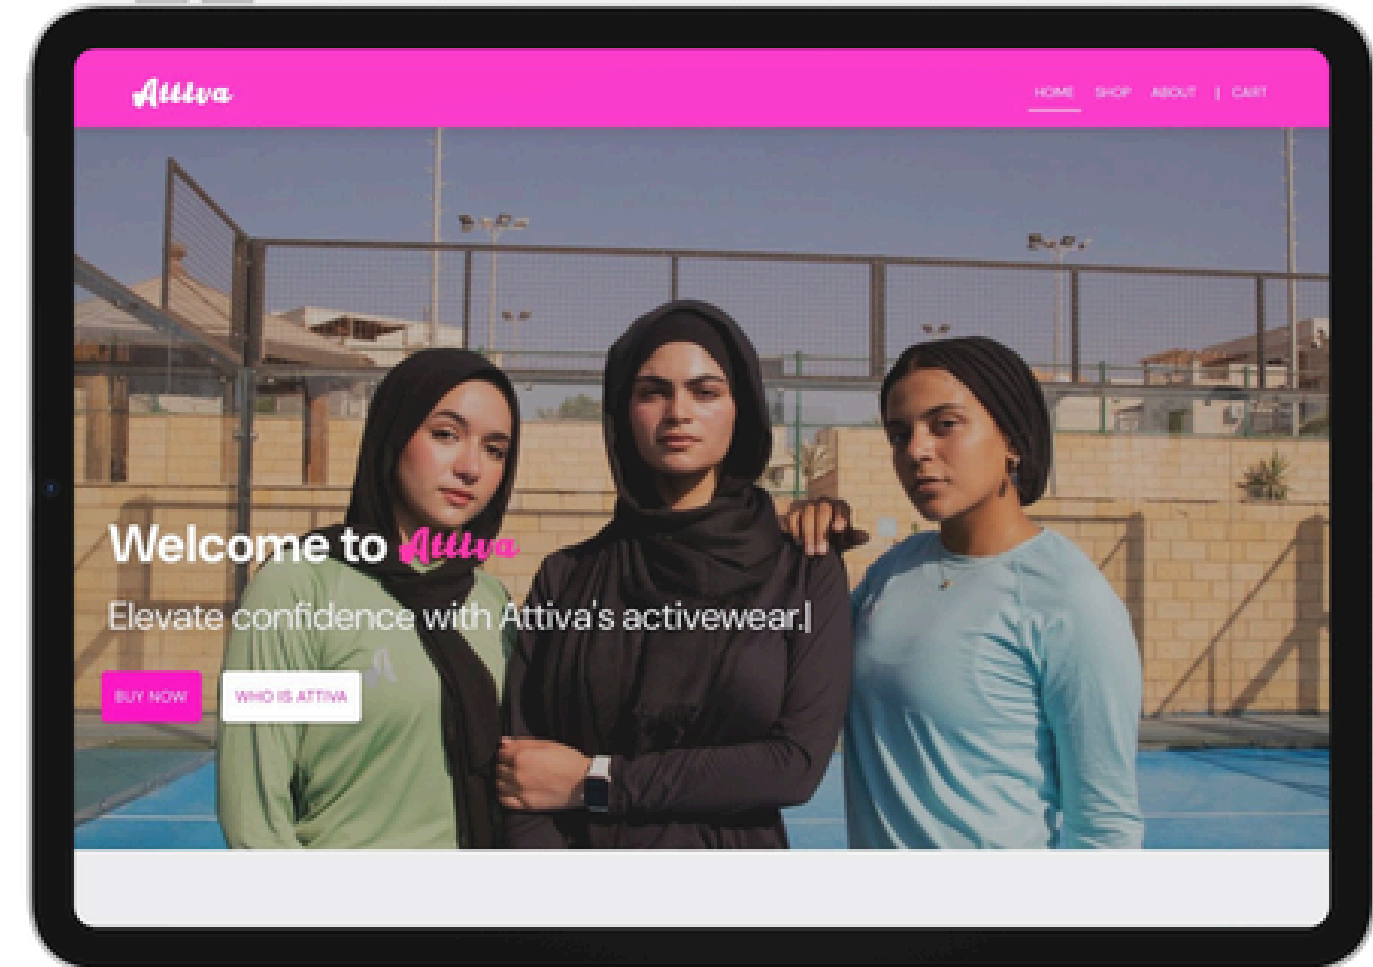 Attiva
HOME SHOP ABOUT | CART
Welcome to Attiva
Elevate confidence with Attiva's activewear.|
BUY NOW WHO IS ATTIVA